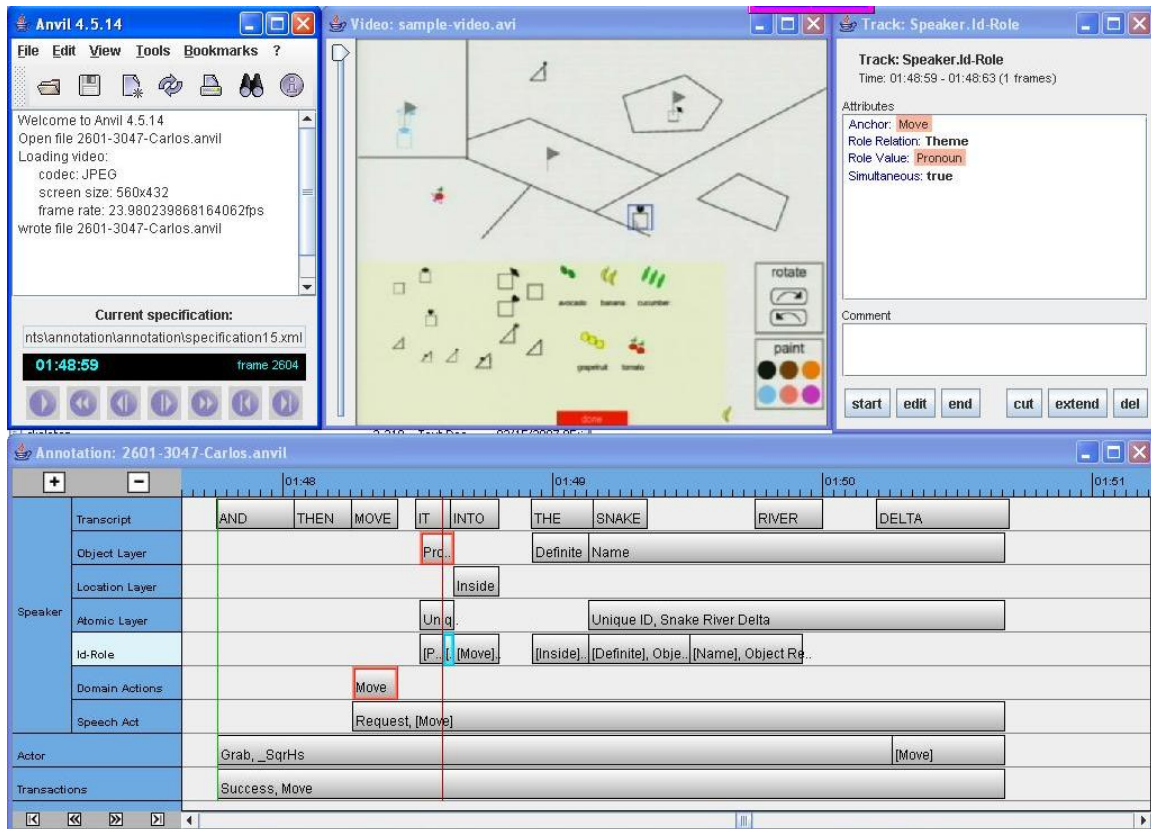 Anvil 4.5.14
File Edit View Tools Bookmarks ?
Welcome to Anvil 4.5.14
Open file 2601-3047-Carlos.anvil
Loading video:
codec: JPEG
screen size: 560x432
frame rate: 23.980239868164062fps
wrote file 2601-3047-Carlos.anvil
Current specification:
nts\annotation\annotation\specification15.xml
01:48:59 frame 2604
Video: sample-video.avi
avocado banana cucumber
grapefruit tomato
rotate
paint
done
Track: Speaker.Id-Role
Track: Speaker.Id-Role
Time: 01:48:59 - 01:48:63 (1 frames)
Attributes
Anchor: Move
Role Relation: Theme
Role Value: Pronoun
Simultaneous: true
Comment
start edit end cut extend del
Annotation: 2601-3047-Carlos.anvil
+ -
01:48 01:49 01:50 01:51
Transcript AND THEN MOVE IT INTO THE SNAKE RIVER DELTA
Object Layer Pro.. Definite Name
Location Layer Inside
Speaker
Atomic Layer Uniq. Unique ID, Snake River Delta
Id-Role [P.. [. [Move].. [Inside].. [Definite], Obje.. [Name], Object Re..
Domain Actions Move
Speech Act Request, [Move]
Actor Grab, _SqrHs [Move]
Transactions Success, Move